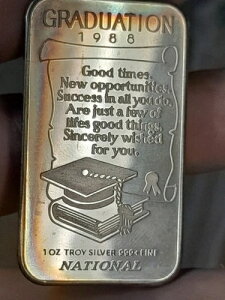 GRADUATION
1988
Good times.
New opportunities.
Success in all you do.
Are just a few of
lifes good things.
Sincerely wished
for you.
1 OZ TROY SILVER .999+ FINE
NATIONAL